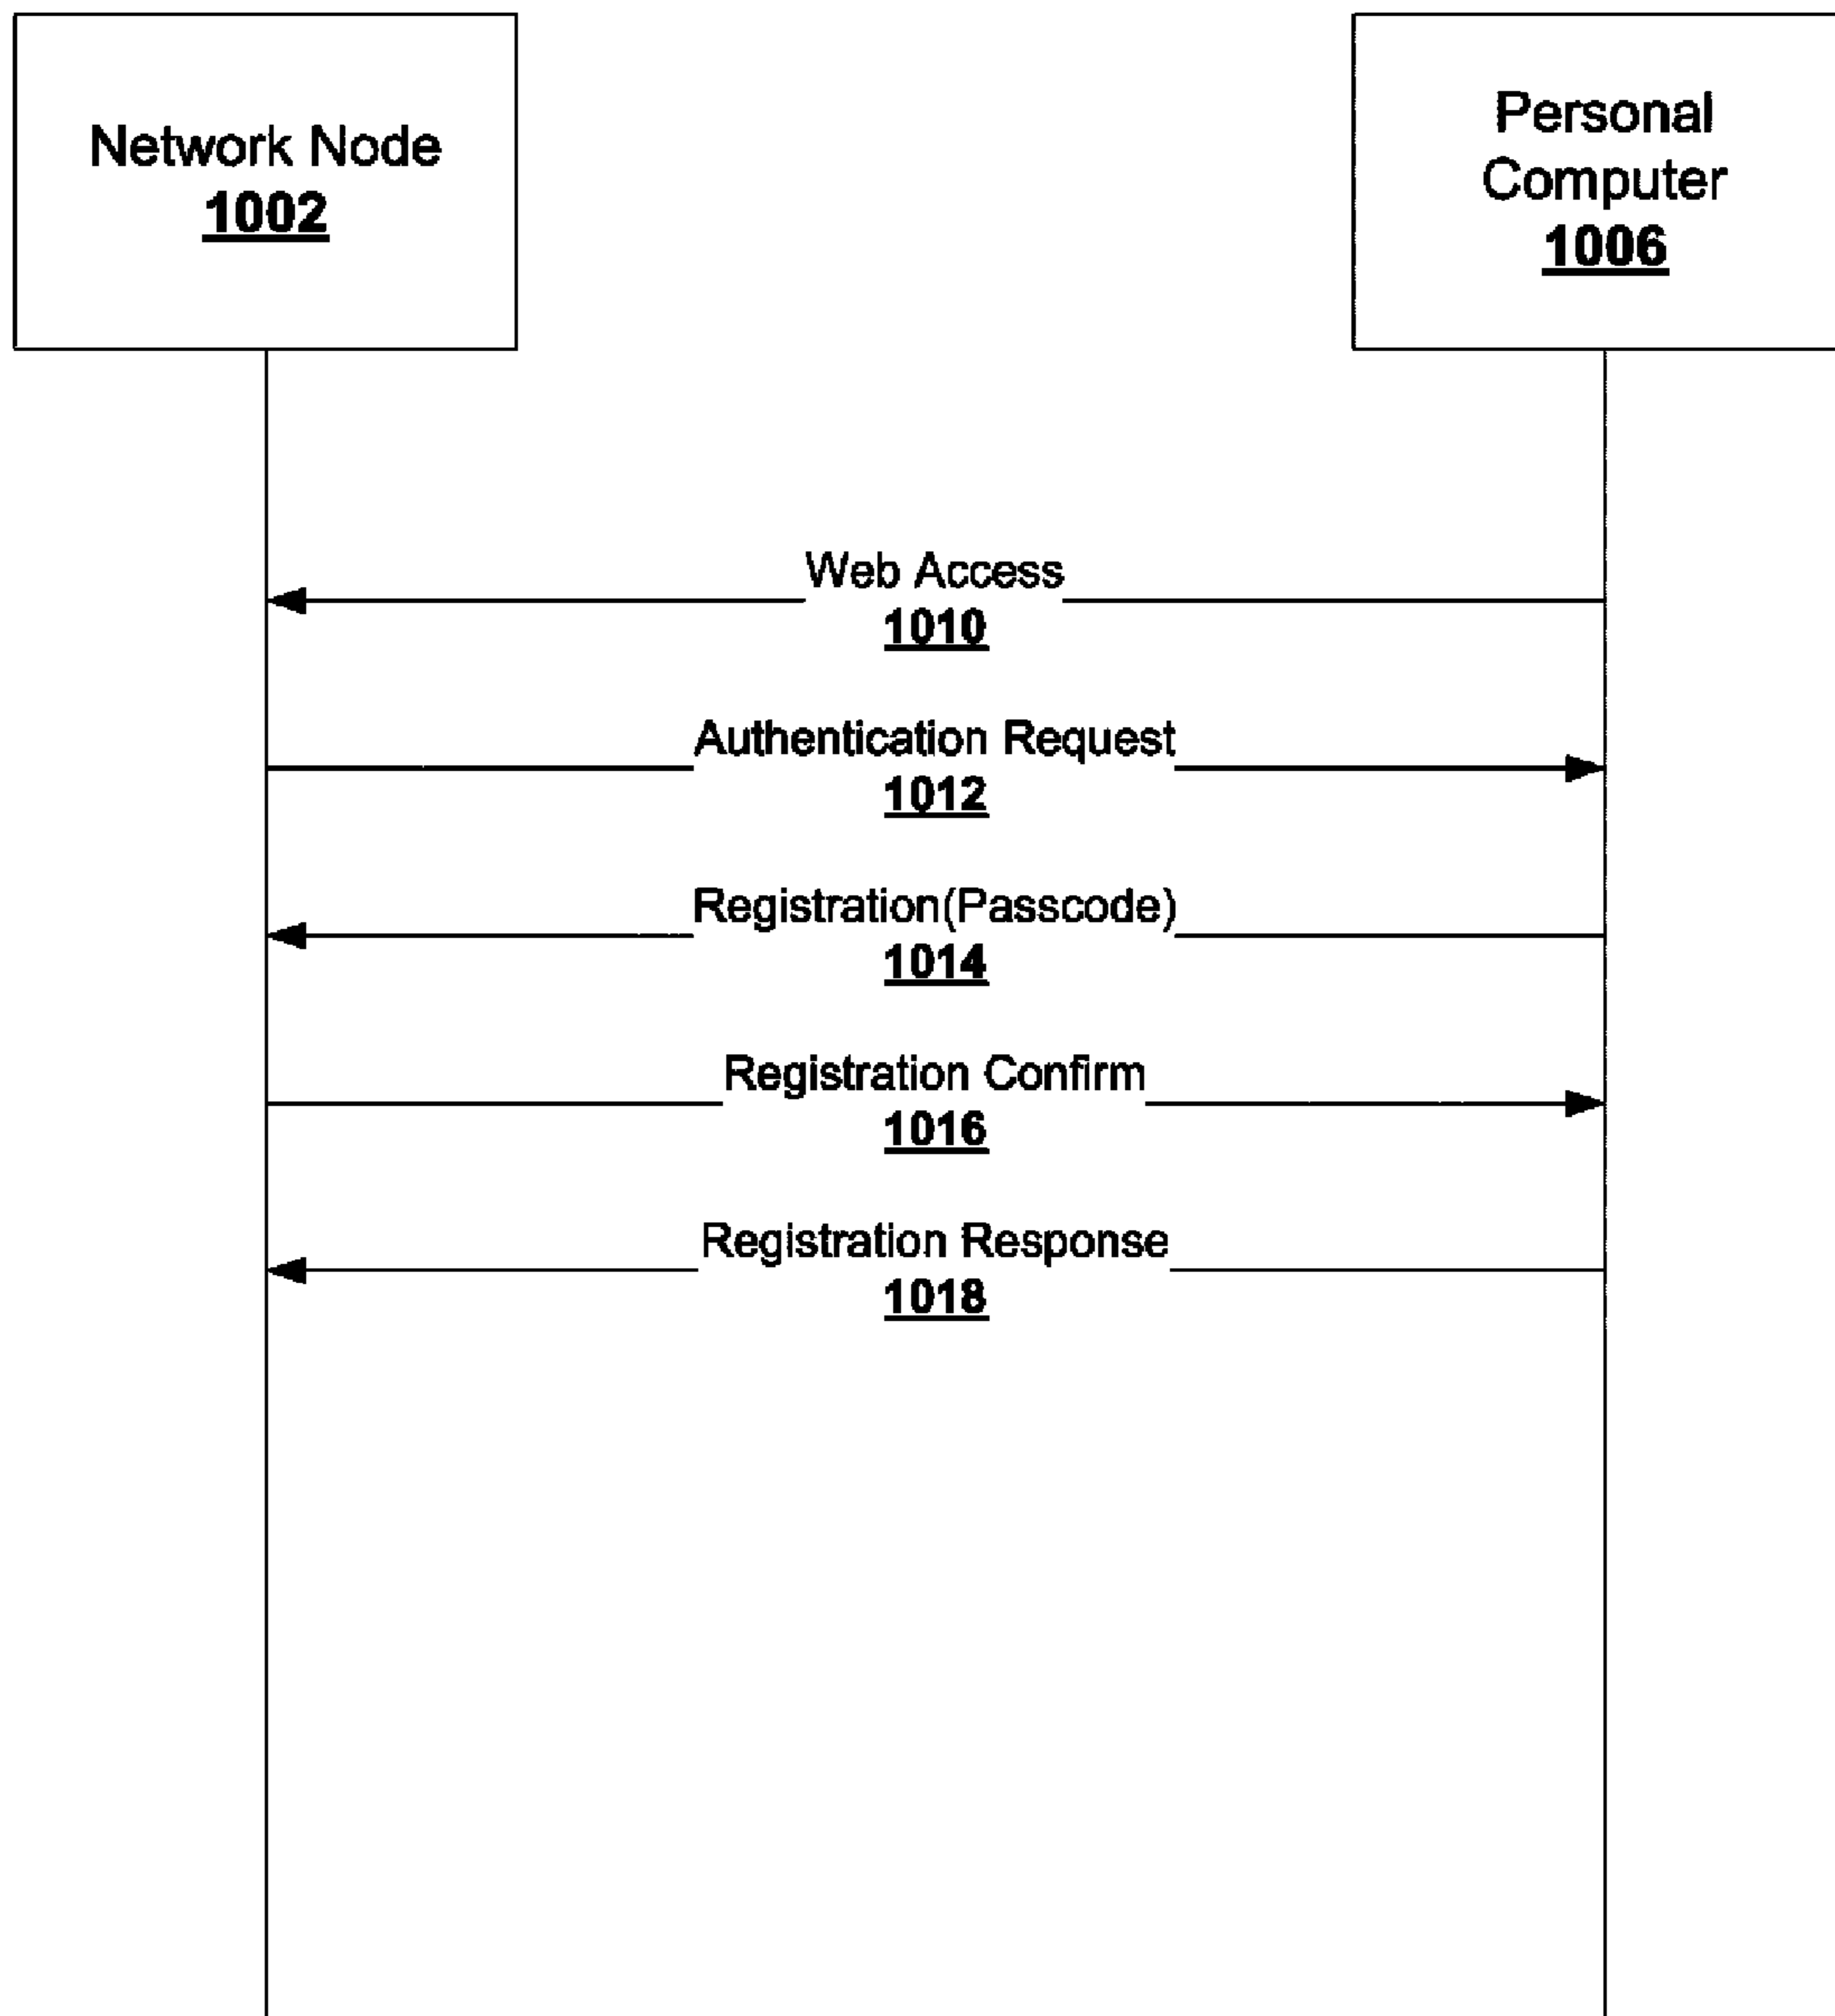 Network Node
1002
Personal
Computer
1006
Web Access
1010
Authentication Request
1012
Registration(Passcode)
1014
Registration Confirm
1016
Registration Response
1018